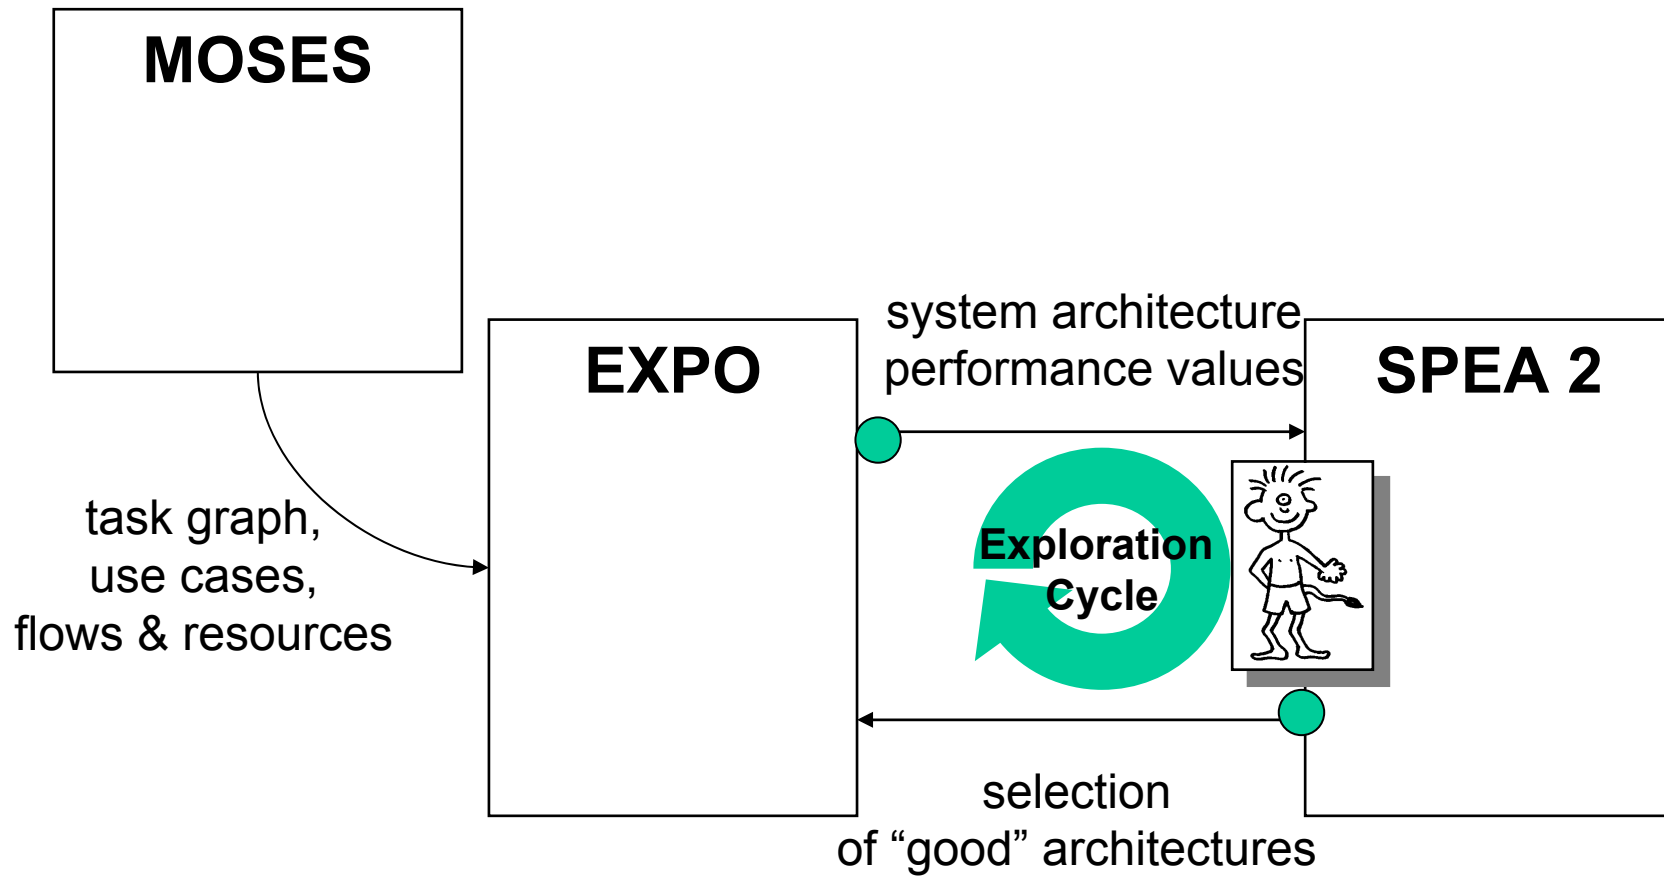 MOSES
system architecture
performance values
EXPO
SPEA 2
task graph,
use cases,
flows & resources
Exploration
Cycle
selection
of “good” architectures